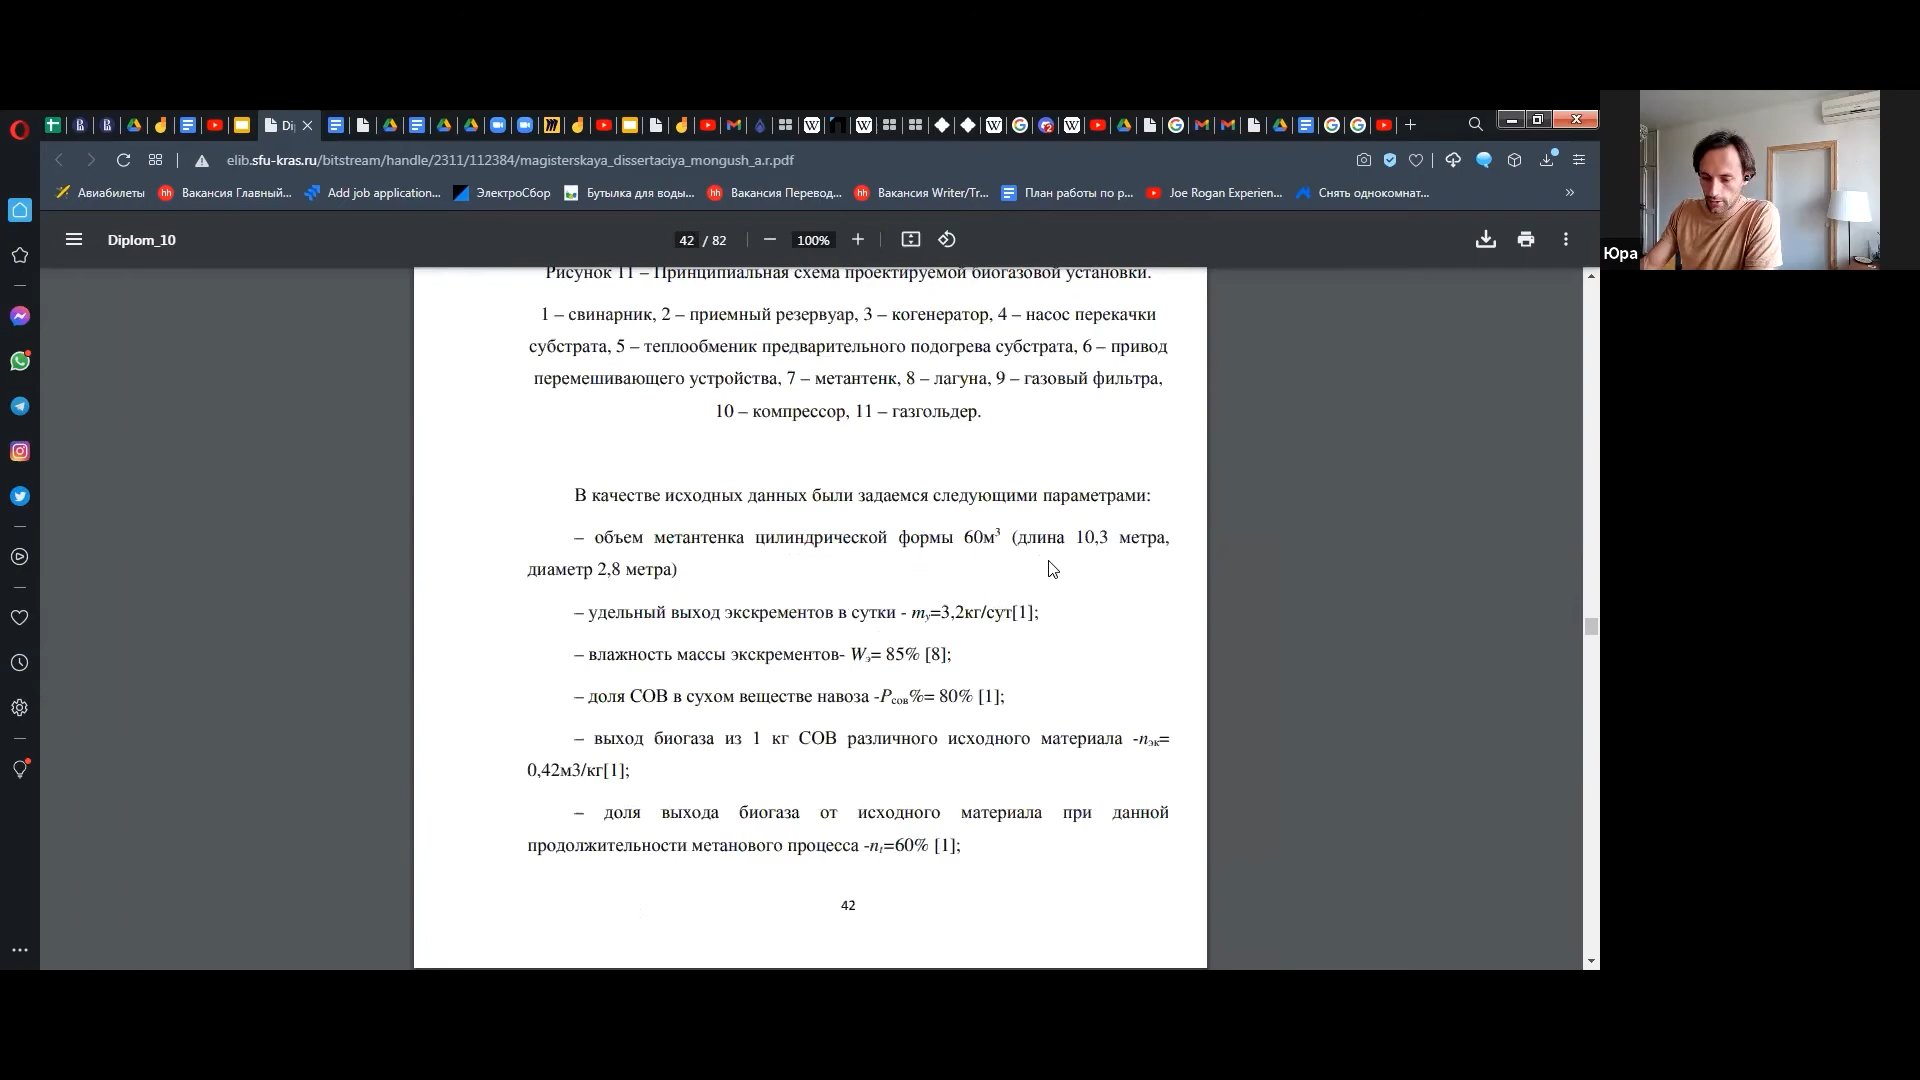 elib.sfu-kras.ru/bitstream/handle/2311/112384/magisterskaya_dissertaciya_mongush_a.r.pdf
Авиабилеты Вакансия Главный... Add job application... ЭлектроСбор Бутылка для воды... Вакансия Перевод... Вакансия Writer/Tr... План работы по р... Joe Rogan Experien... Снять однокомнат... »
Diplom_10 42 / 82 — 100% +
Юра
Рисунок 11 – Принципиальная схема проектируемой биогазовой установки.
1 – свинарник, 2 – приемный резервуар, 3 – когенератор, 4 – насос перекачки
субстрата, 5 – теплообменик предварительного подогрева субстрата, 6 – привод
перемешивающего устройства, 7 – метантенк, 8 – лагуна, 9 – газовый фильтра,
10 – компрессор, 11 – газгольдер.
В качестве исходных данных были задаемся следующими параметрами:
– объем метантенка цилиндрической формы 60м³ (длина 10,3 метра,
диаметр 2,8 метра)
– удельный выход экскрементов в сутки - mу=3,2кг/сут[1];
– влажность массы экскрементов- Wэ= 85% [8];
– доля СОВ в сухом веществе навоза -Pсов%= 80% [1];
– выход биогаза из 1 кг СОВ различного исходного материала -nэк=
0,42м3/кг[1];
– доля выхода биогаза от исходного материала при данной
продолжительности метанового процесса -nt=60% [1];
42